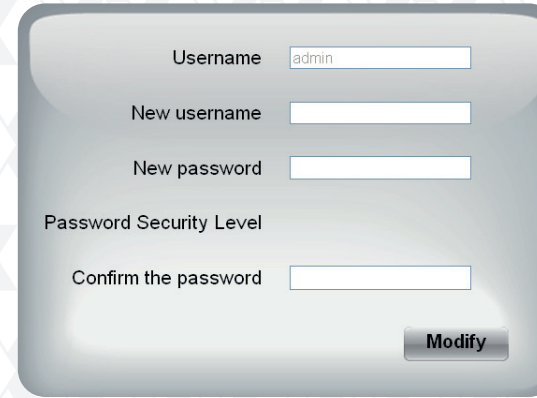 Username admin
New username
New password
Password Security Level
Confirm the password
Modify